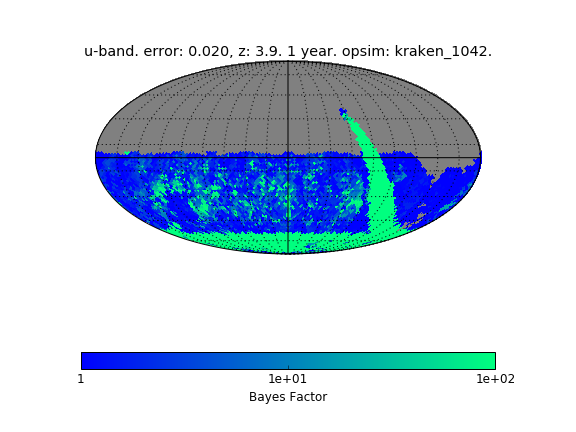 u-band. error: 0.020, z: 3.9. 1 year. opsim: kraken_1042.
1 1e+01 1e+02
Bayes Factor